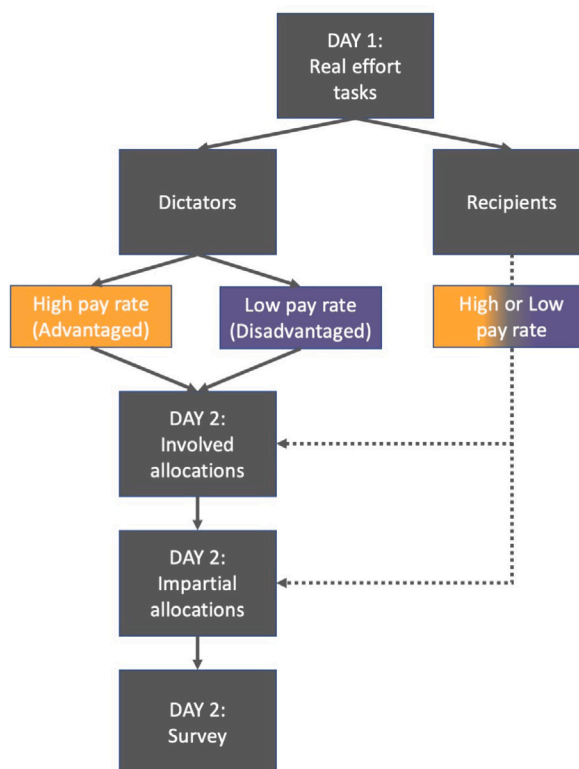 DAY 1:
Real effort
tasks
Dictators
Recipients
High pay rate
(Advantaged)
Low pay rate
(Disadvantaged)
High or Low
pay rate
DAY 2:
Involved
allocations
DAY 2:
Impartial
allocations
DAY 2:
Survey